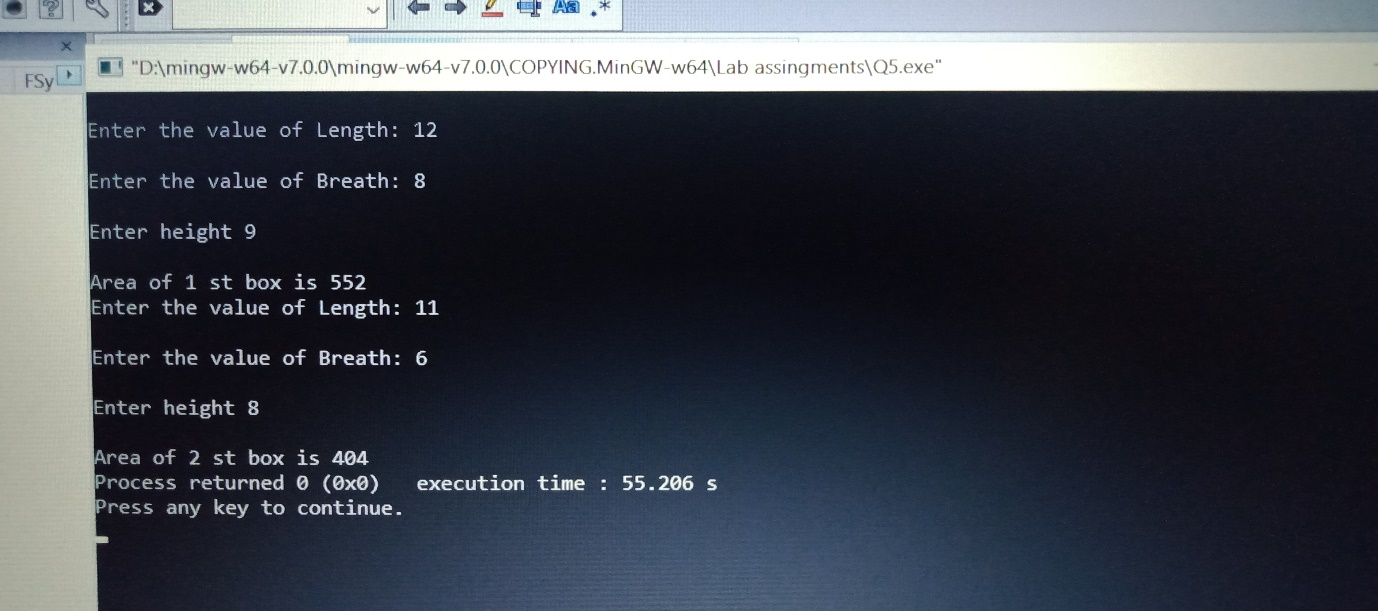 Aa .*
FSy
"D:\mingw-w64-v7.0.0\mingw-w64-v7.0.0\COPYING.MinGW-w64\Lab assingments\Q5.exe"
Enter the value of Length: 12
Enter the value of Breath: 8
Enter height 9
Area of 1 st box is 552
Enter the value of Length: 11
Enter the value of Breath: 6
Enter height 8
Area of 2 st box is 404
Process returned 0 (0x0)   execution time : 55.206 s
Press any key to continue.